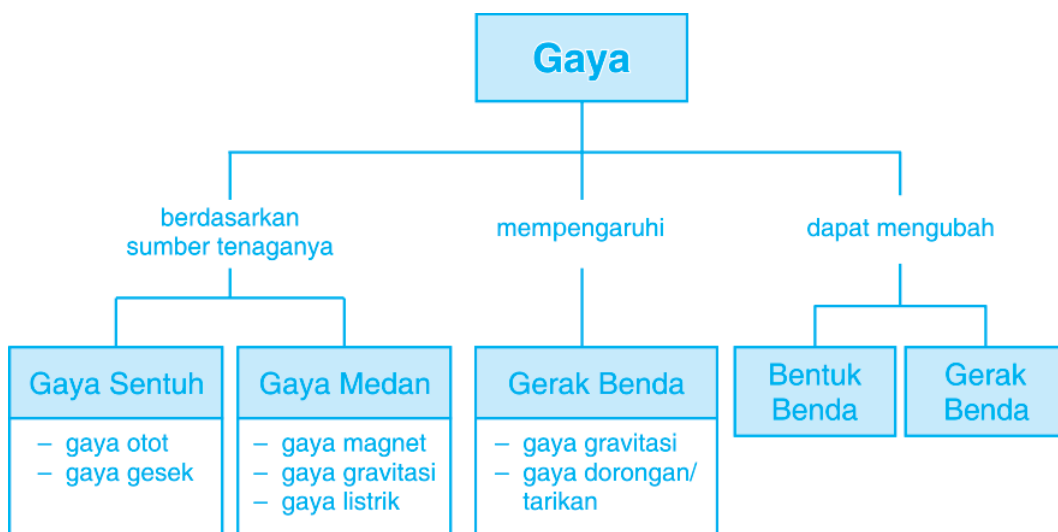 Gaya
berdasarkan
sumber tenaganya
mempengaruhi
dapat mengubah
Gaya Sentuh
– gaya otot
– gaya gesek
Gaya Medan
– gaya magnet
– gaya gravitasi
– gaya listrik
Gerak Benda
– gaya gravitasi
– gaya dorongan/
tarikan
Bentuk
Benda
Gerak
Benda